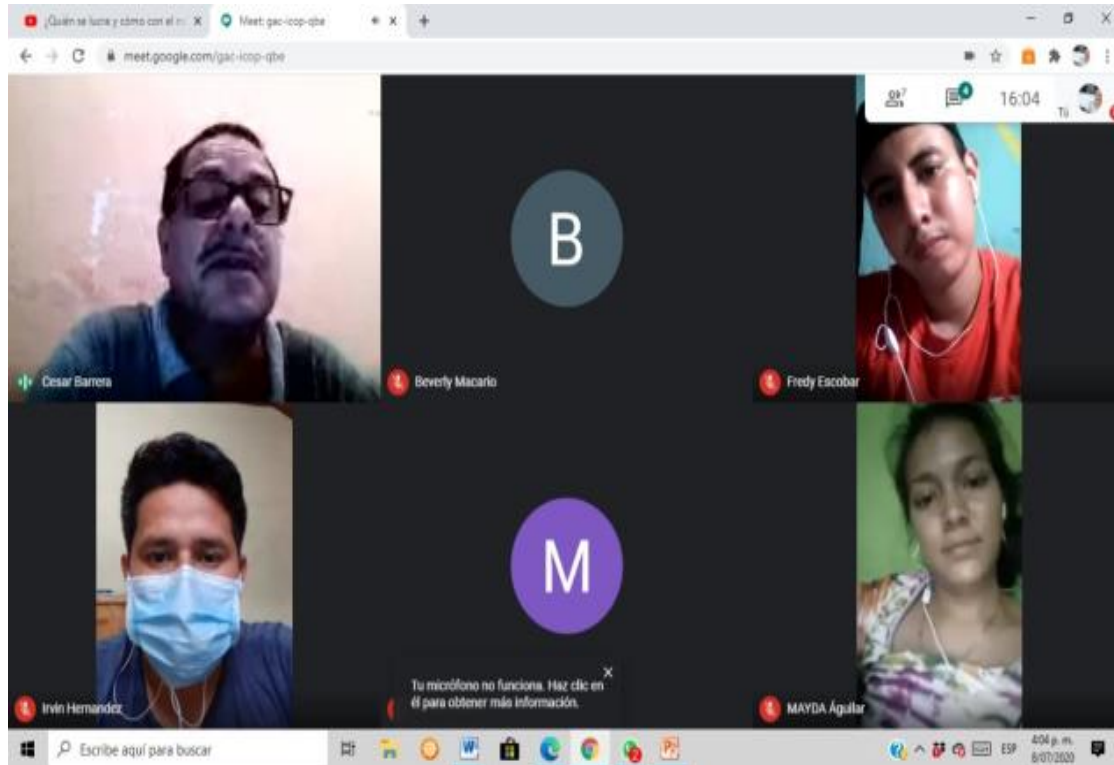 ¿Quién se lucra y cómo con el
Meet: gac-icop-qbe
meet.google.com/gac-icop-qbe
7
4
16:04
Tú
B
Cesar Barrera
Beverly Macario
Fredy Escobar
M
Irvin Hernandez
Tu micrófono no funciona. Haz clic en
él para obtener más información.
MAYDA Águilar
Escribe aquí para buscar
ESP
4:04 p. m.
8/07/2020